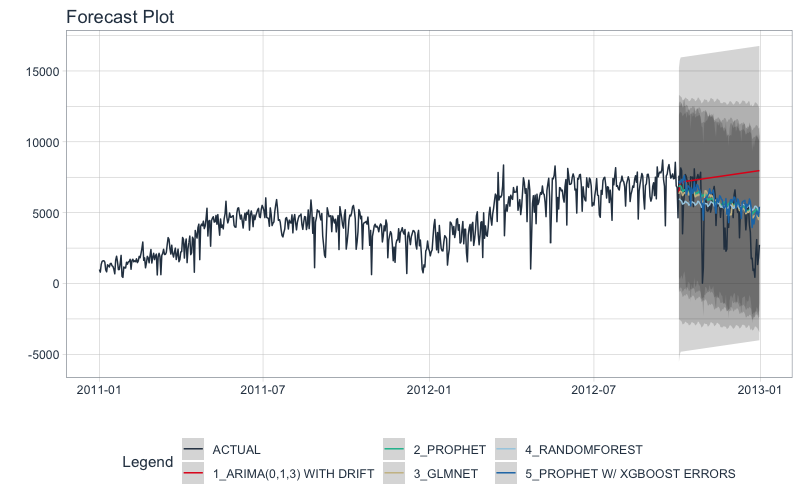 Forecast Plot
15000
10000
5000
0
-5000
2011-01 2011-07 2012-01 2012-07 2013-01
Legend
ACTUAL 2_PROPHET 4_RANDOMFOREST
1_ARIMA(0,1,3) WITH DRIFT 3_GLMNET 5_PROPHET W/ XGBOOST ERRORS